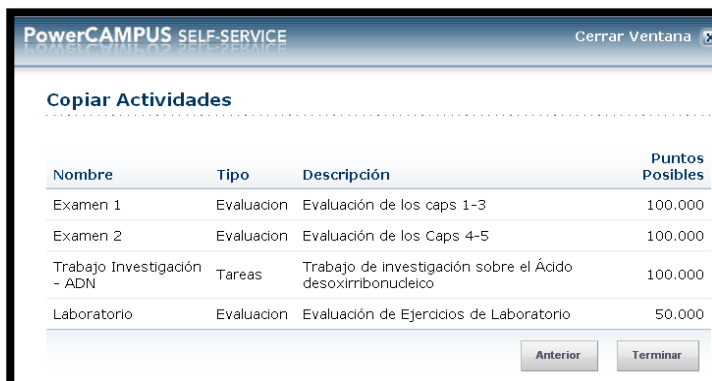 PowerCAMPUS SELF-SERVICE Cerrar Ventana
Copiar Actividades
Nombre Tipo Descripción Puntos Posibles
Examen 1 Evaluacion Evaluación de los caps 1-3 100.000
Examen 2 Evaluacion Evaluación de los Caps 4-5 100.000
Trabajo Investigación - ADN Tareas Trabajo de investigación sobre el Ácido desoxirribonucleico 100.000
Laboratorio Evaluacion Evaluación de Ejercicios de Laboratorio 50.000
Anterior Terminar